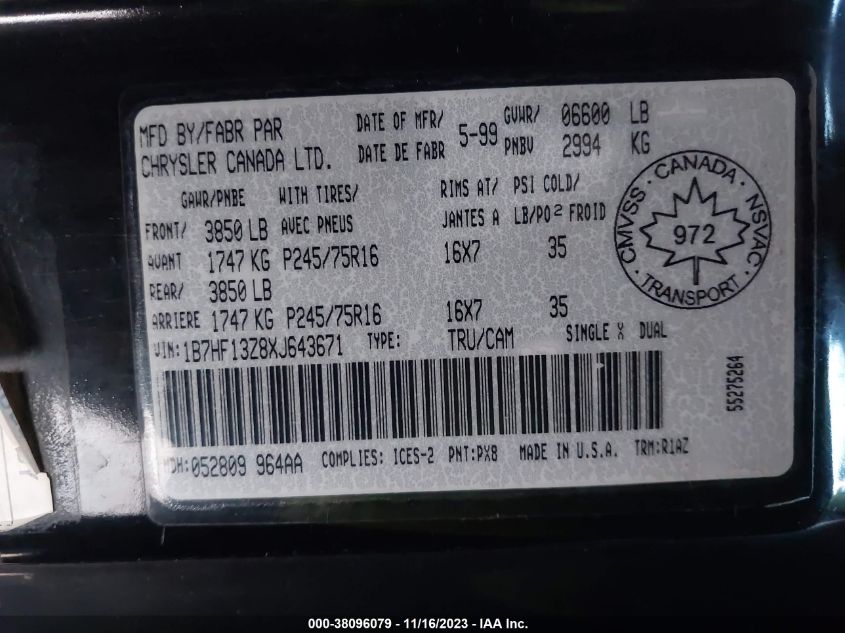 MFD BY/FABR PAR DATE OF MFR/ 5-99 GVWR/ 06600 LB
CHRYSLER CANADA LTD. DATE DE FABR PNBV 2994 KG
GAWR/PNBE WITH TIRES/ RIMS AT/ PSI COLD/
FRONT/ 3850 LB AVEC PNEUS JANTES A LB/PO² FROID
AVANT 1747 KG P245/75R16 16X7 35
REAR/ 3850 LB
ARRIERE 1747 KG P245/75R16 16X7 35
VIN: 1B7HF13Z8XJ643671 TYPE: TRU/CAM SINGLE X DUAL
MDH: 052809 964AA COMPLIES: ICES-2 PNT: PX8 MADE IN U.S.A. TRM: R1AZ
55275264
CMVSS · CANADA · NSVAC · TRANSPORT ·
972
000-38096079 - 11/16/2023 - IAA Inc.